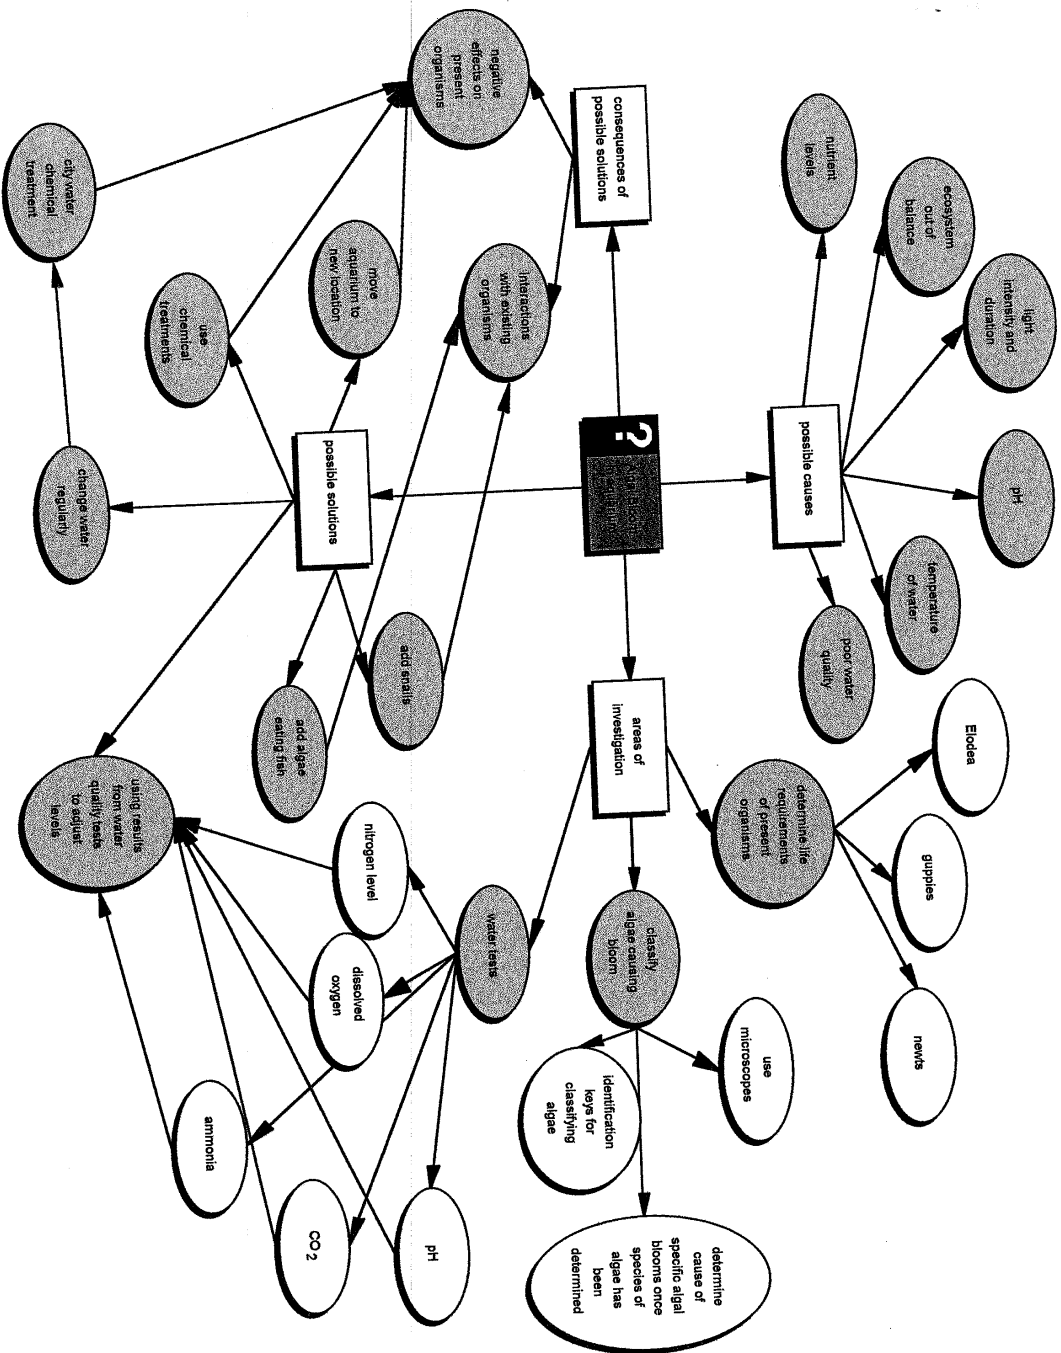 light
intensity and
duration
pH
ecosystem
out of
balance
temperature
of water
Elodea
nutrient
levels
possible causes
poor water
quality
guppies
newts
determine life
requirements
of present
organisms
use
microscopes
consequences of
possible solutions
?
areas of
investigation
classify
algae causing
bloom
identification
keys for
classifying
algae
determine
cause of
specific algal
blooms once
species of
algae has
been
determined
negative
effects on
present
organisms
interactions
with existing
organisms
water tests
move
aquarium to
new location
possible solutions
add snails
nitrogen level
dissolved
oxygen
pH
use
chemical
treatments
add algae
eating fish
CO2
ammonia
city water
chemical
treatment
change water
regularly
using results
from water
quality tests
to adjust
levels